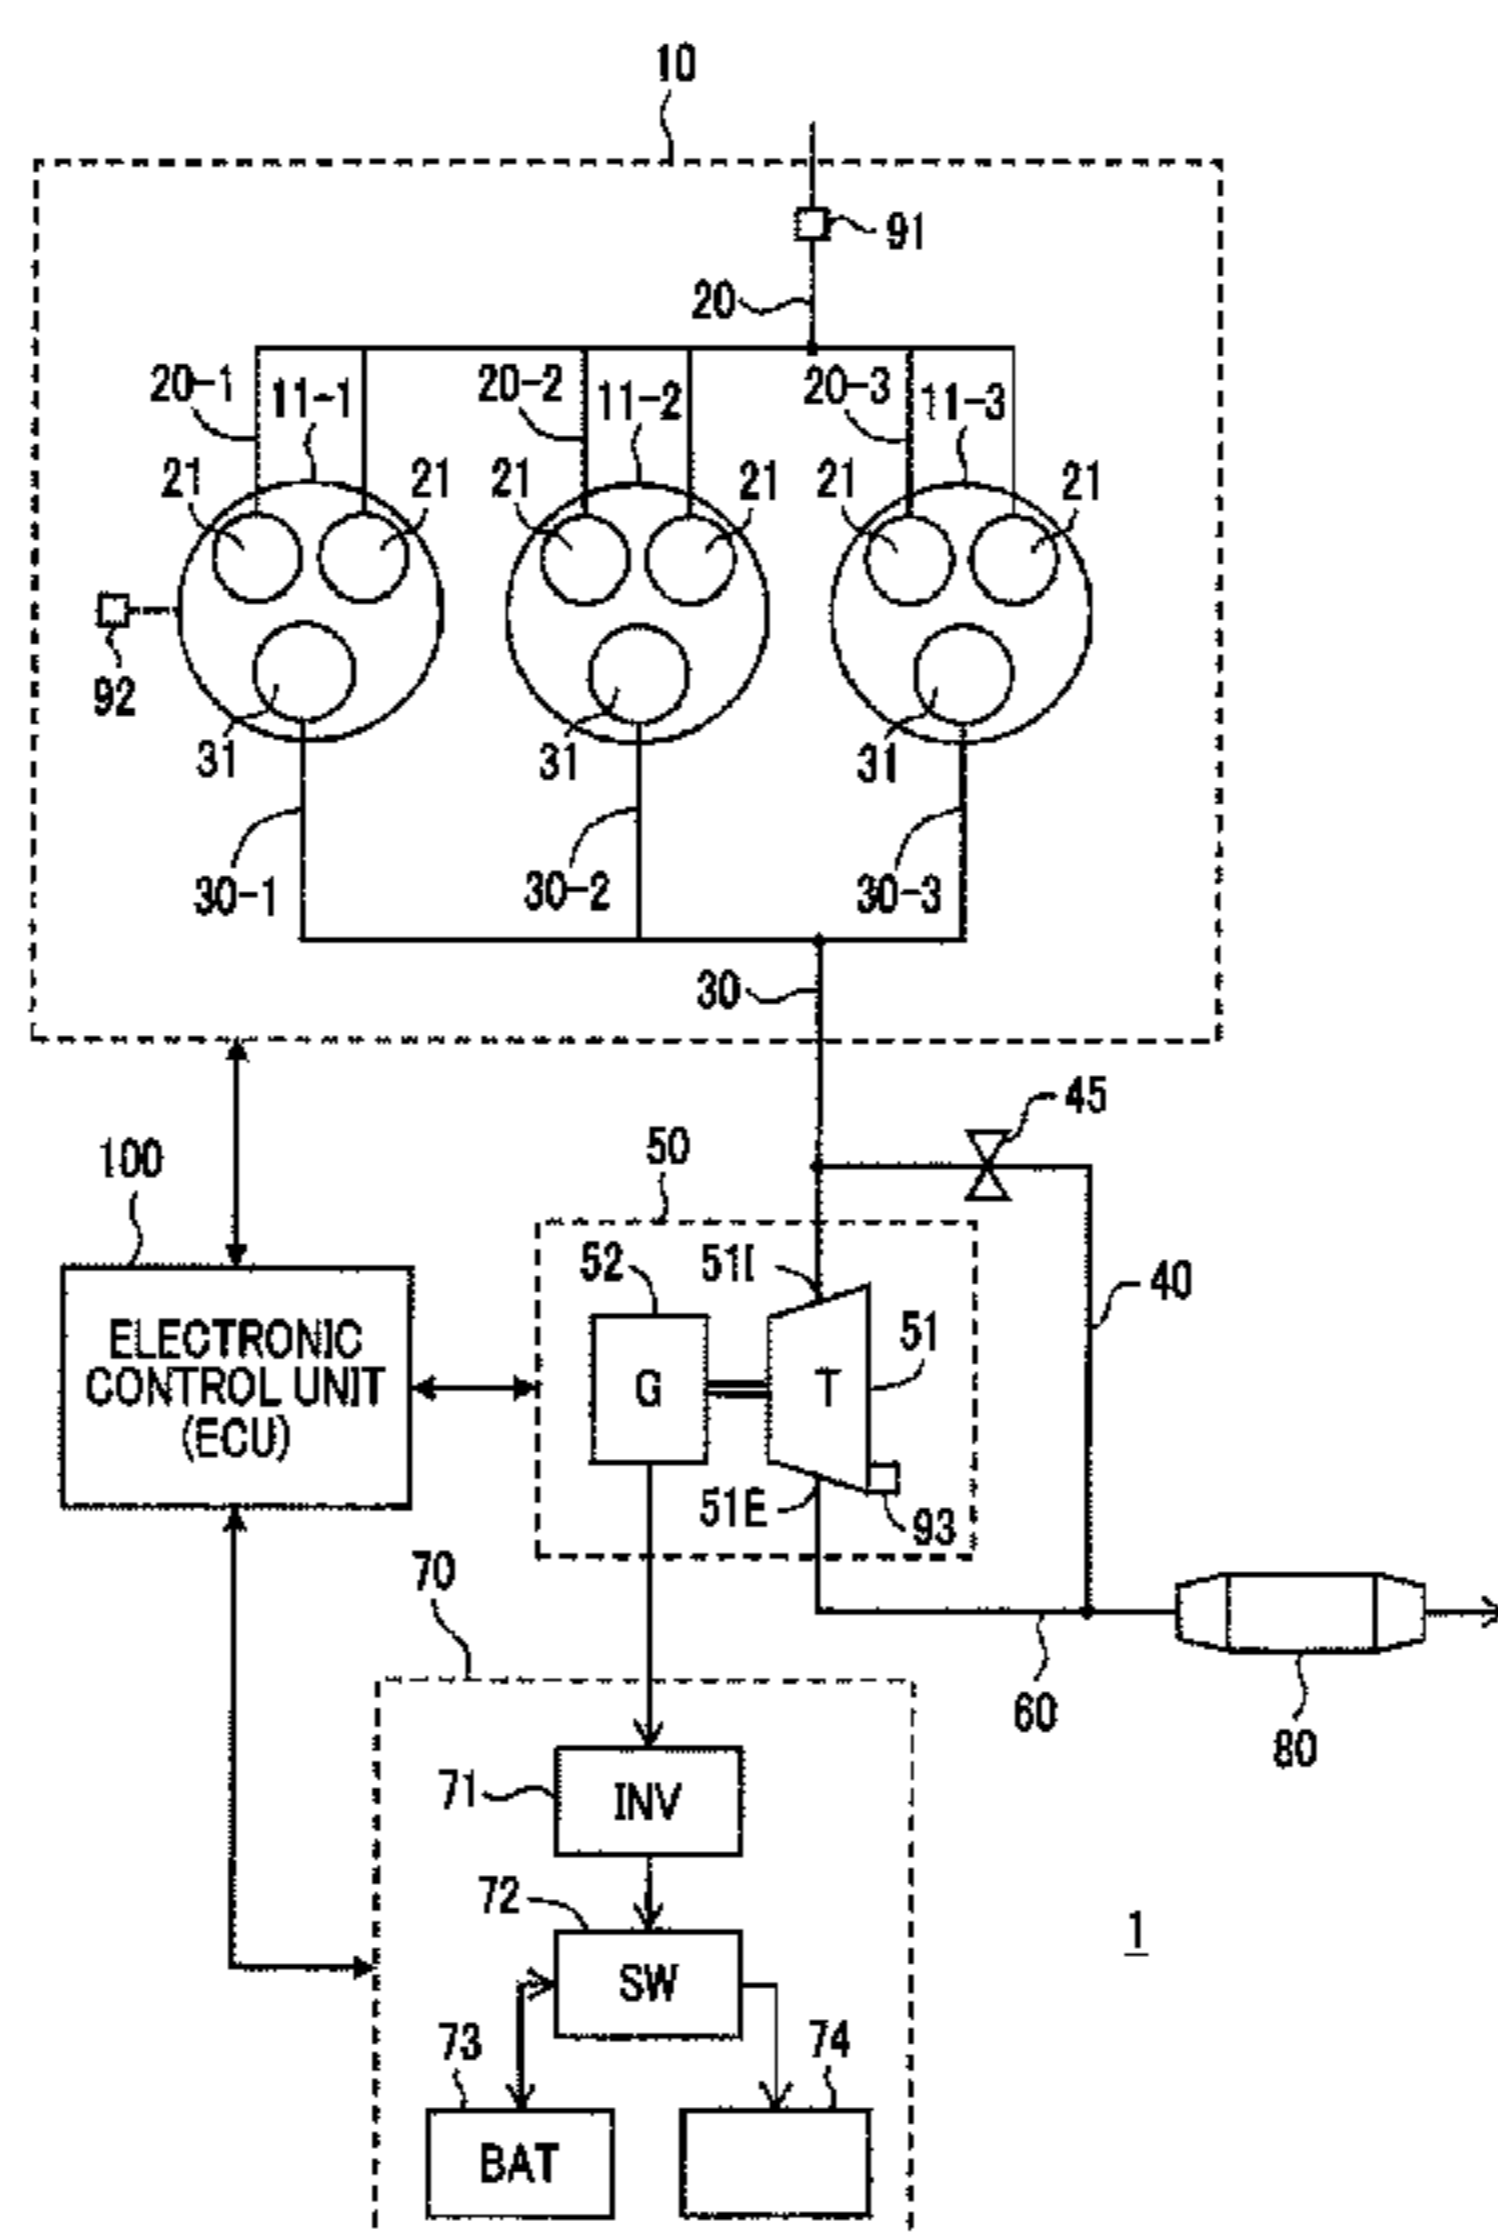 10
91
20
20-1 11-1 20-2 11-2 20-3 11-3
21 21 21 21 21 21
92
31 31 31
30-1 30-2 30-3
30
45
100 50
52 51I 40
ELECTRONIC
CONTROL UNIT
(ECU)
G T 51
51E 93
70
60 80
71 INV
72
1
SW
73 74
BAT